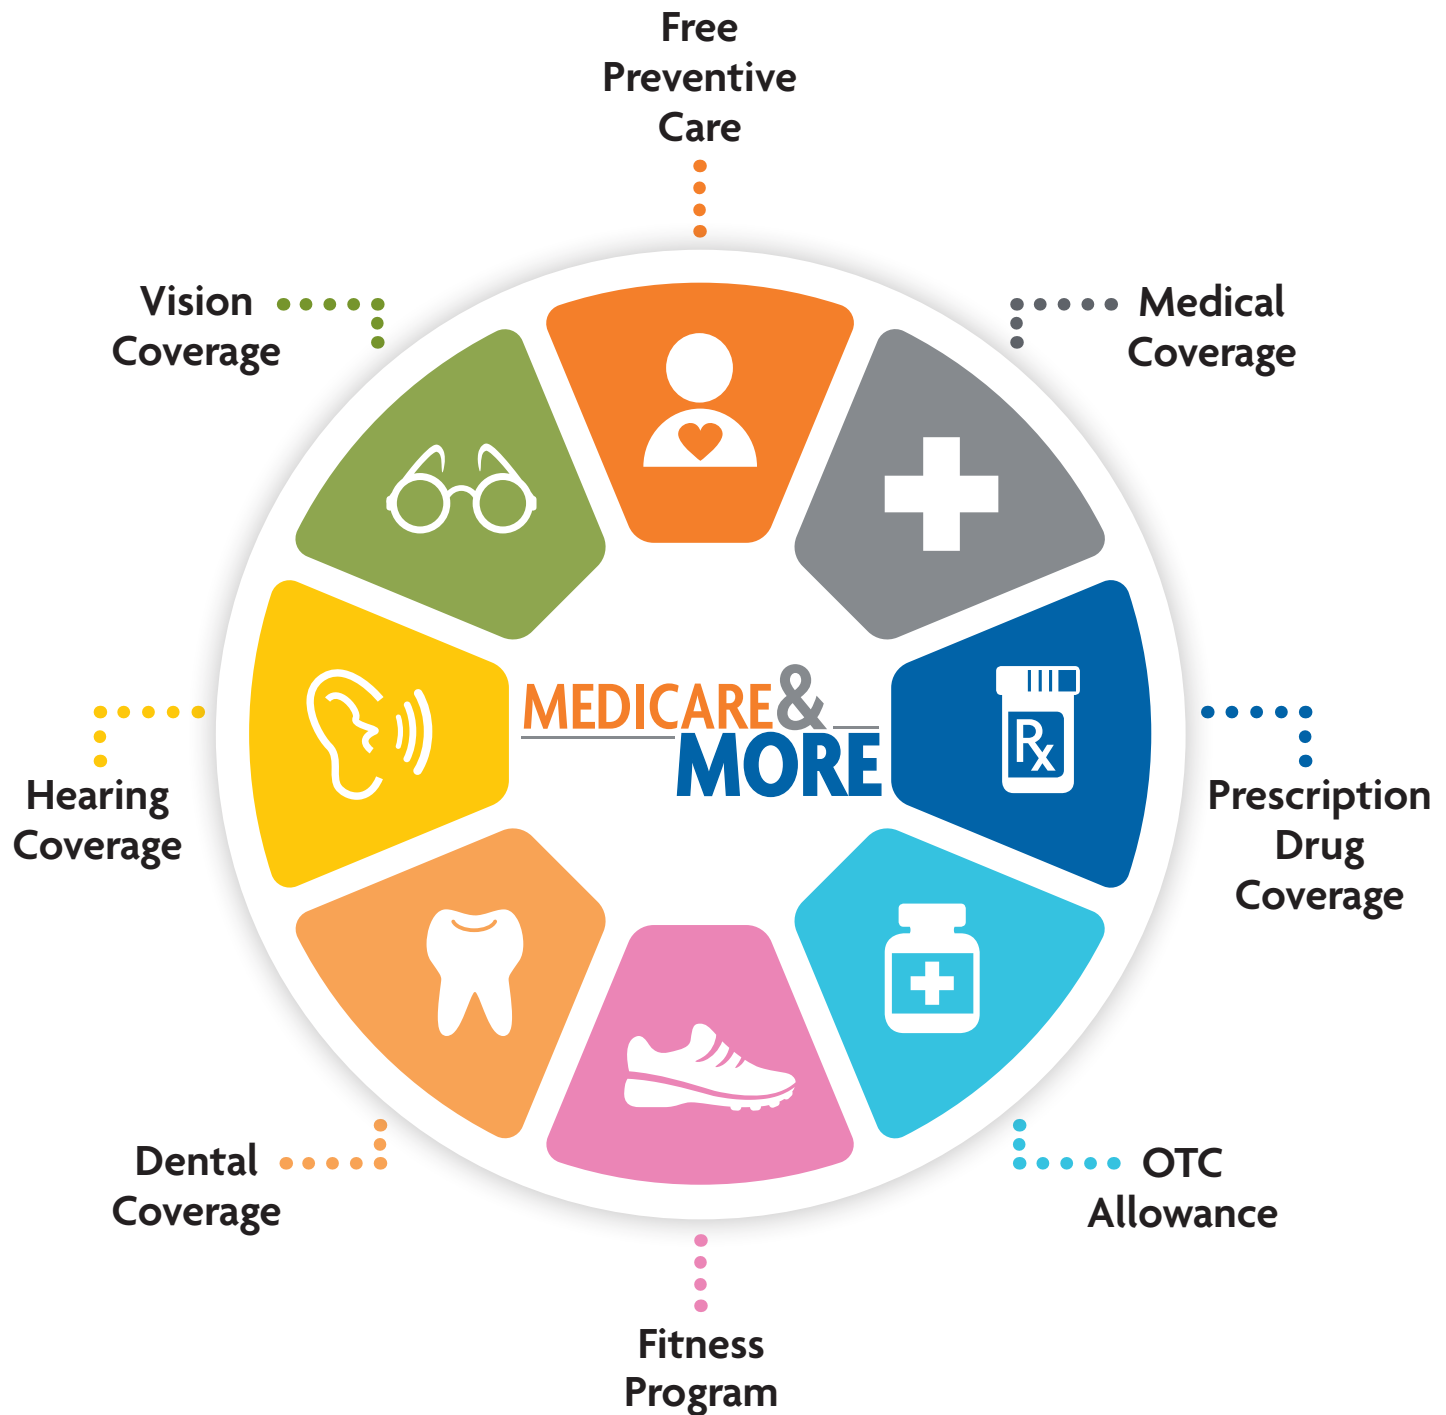 Free
Preventive
Care
Vision
Coverage
Medical
Coverage
MEDICARE &
MORE
Rx
Hearing
Coverage
Prescription
Drug
Coverage
Dental
Coverage
OTC
Allowance
Fitness
Program